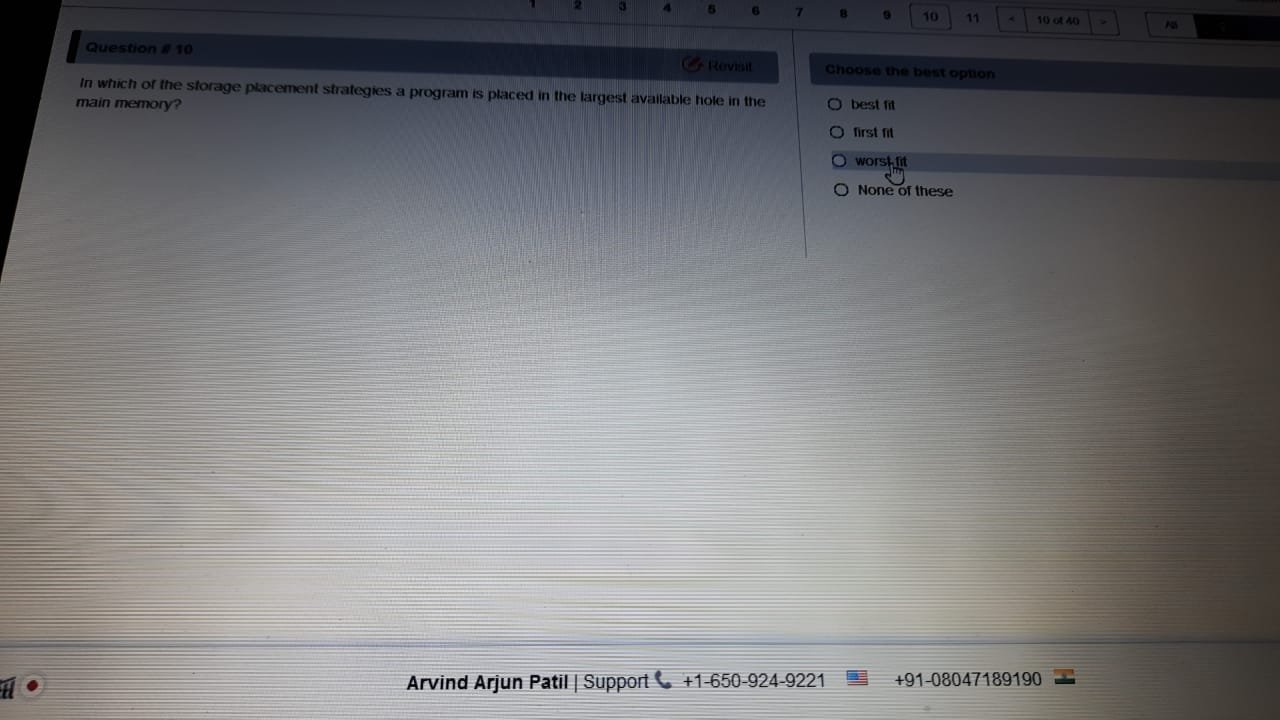 1 2 3 4 5 6 7 8 9 10 11 < 10 of 40 > All
Question # 10
Revisit
In which of the storage placement strategies a program is placed in the largest available hole in the
main memory?
Choose the best option
best fit
first fit
worst fit
None of these
Arvind Arjun Patil | Support +1-650-924-9221 +91-08047189190